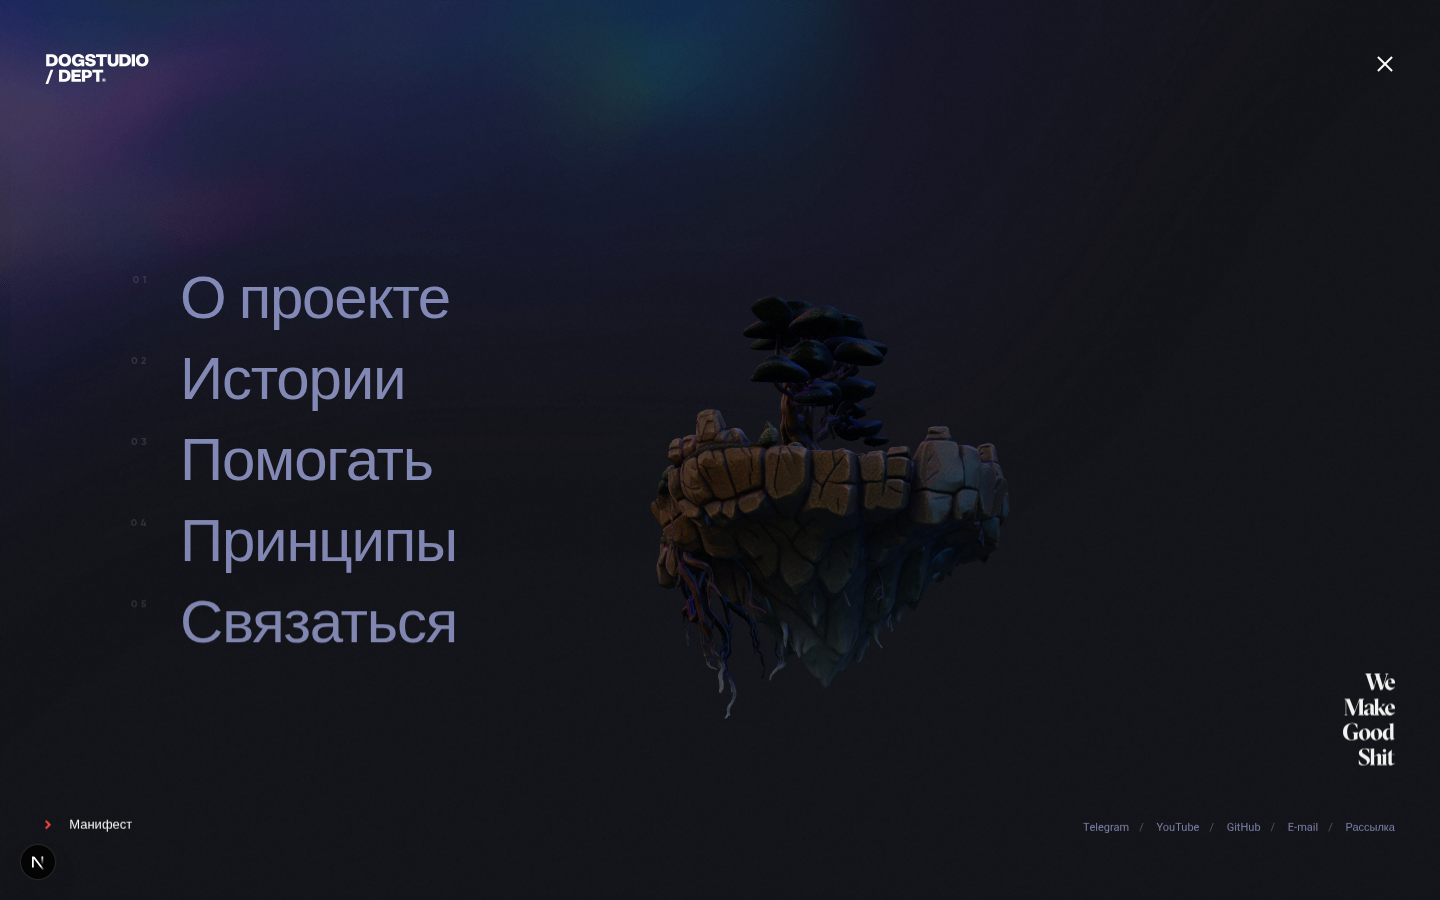 DOGSTUDIO
/ DEPT.
01
О проекте
02
Истории
03
Помогать
04
Принципы
05
Связаться
We
Make
Good
Shit
Манифест
Telegram / YouTube / GitHub / E-mail / Рассылка
N